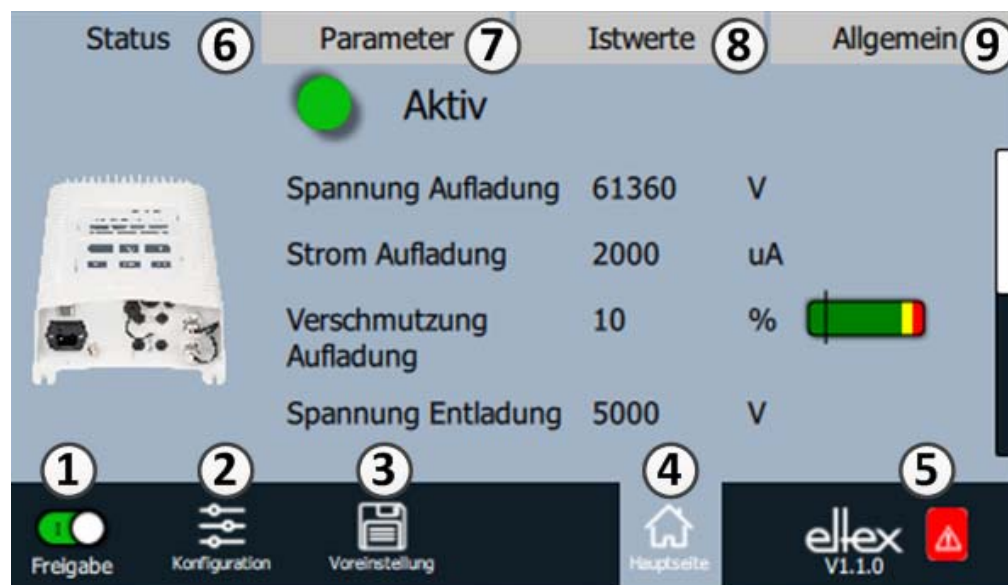 Status 6 Parameter 7 Istwerte 8 Allgemein 9
Aktiv
Spannung Aufladung 61360 V
Strom Aufladung 2000 uA
Verschmutzung Aufladung 10 %
Spannung Entladung 5000 V
1 2 3 4 5
Freigabe Konfiguration Voreinstellung Hauptseite eltex
V1.1.0